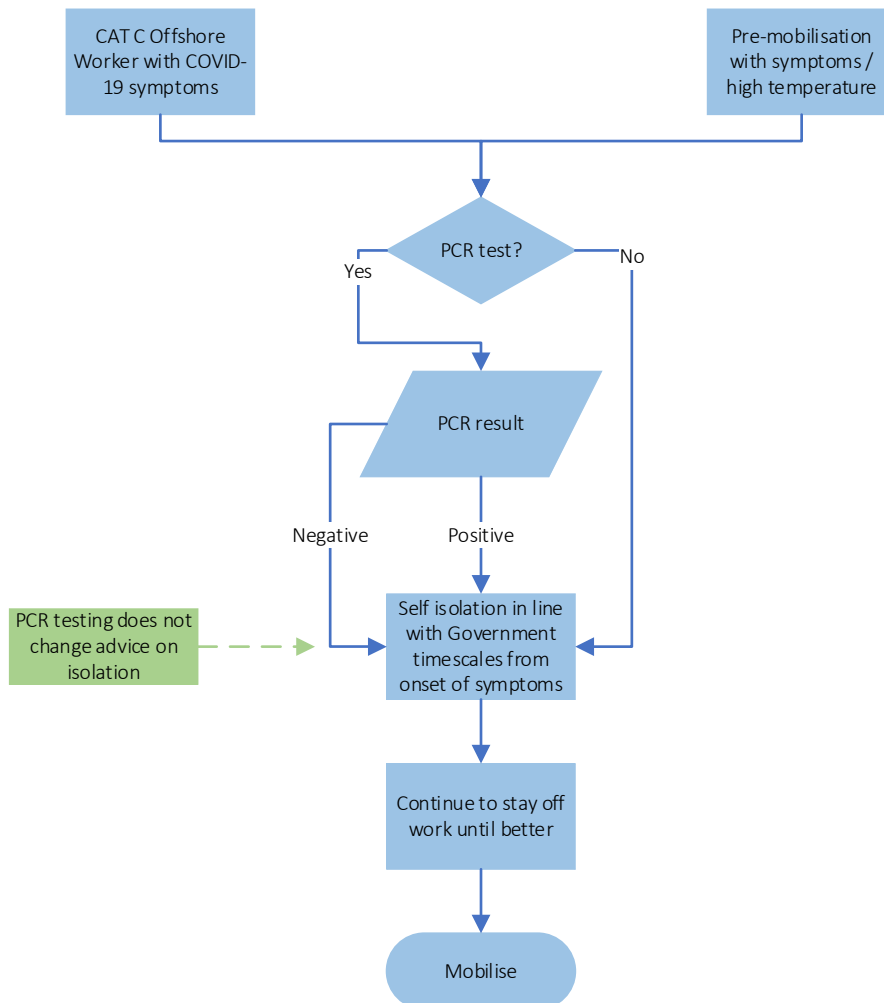 CAT C Offshore
Worker with COVID-
19 symptoms
Pre-mobilisation
with symptoms /
high temperature
PCR test?
Yes
No
PCR result
Negative
Positive
PCR testing does not
change advice on
isolation
Self isolation in line
with Government
timescales from
onset of symptoms
Continue to stay off
work until better
Mobilise